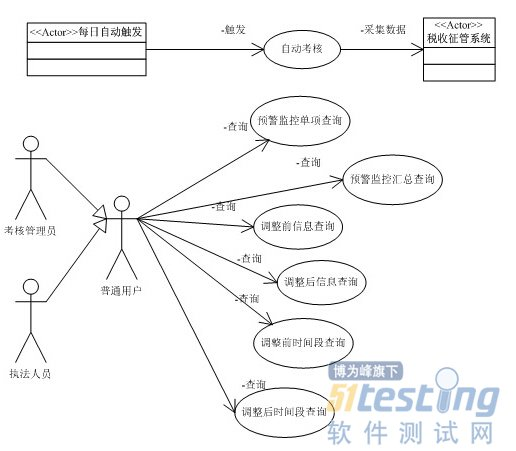 <<Actor>>每日自动触发
-触发
自动考核
-采集数据
<<Actor>>
税收征管系统
-查询
预警监控单项查询
-查询
预警监控汇总查询
考核管理员
-查询
调整前信息查询
普通用户
-查询
调整后信息查询
-查询
调整前时间段查询
执法人员
-查询
调整后时间段查询
博为峰旗下
51testing
软件测试网